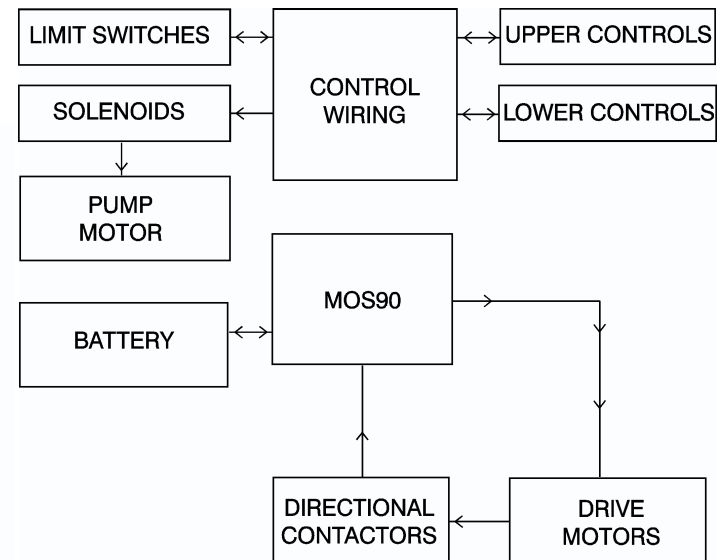 LIMIT SWITCHES
CONTROL
WIRING
UPPER CONTROLS
SOLENOIDS
LOWER CONTROLS
PUMP
MOTOR
MOS90
BATTERY
DIRECTIONAL
CONTACTORS
DRIVE
MOTORS